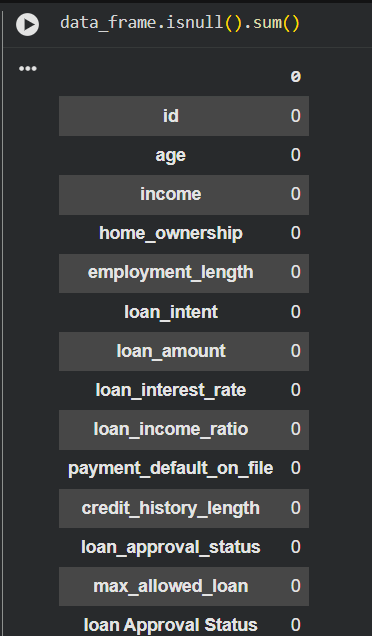 data_frame.isnull().sum()
0
id 0
age 0
income 0
home_ownership 0
employment_length 0
loan_intent 0
loan_amount 0
loan_interest_rate 0
loan_income_ratio 0
payment_default_on_file 0
credit_history_length 0
loan_approval_status 0
max_allowed_loan 0
loan Approval Status 0